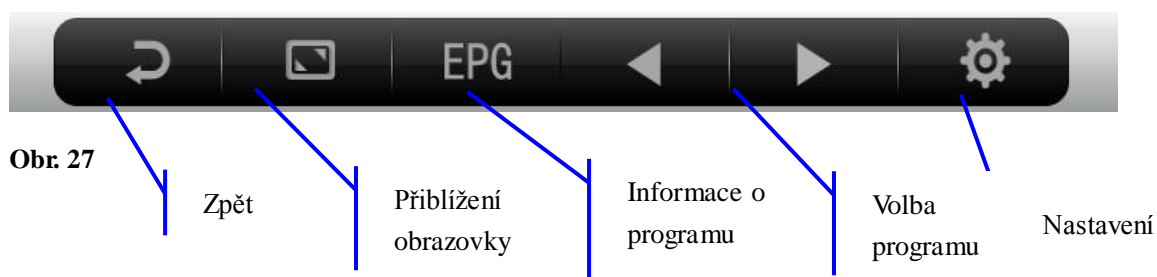 EPG
Obr. 27
Zpět
Přiblížení
obrazovky
Informace o
programu
Volba
programu
Nastavení